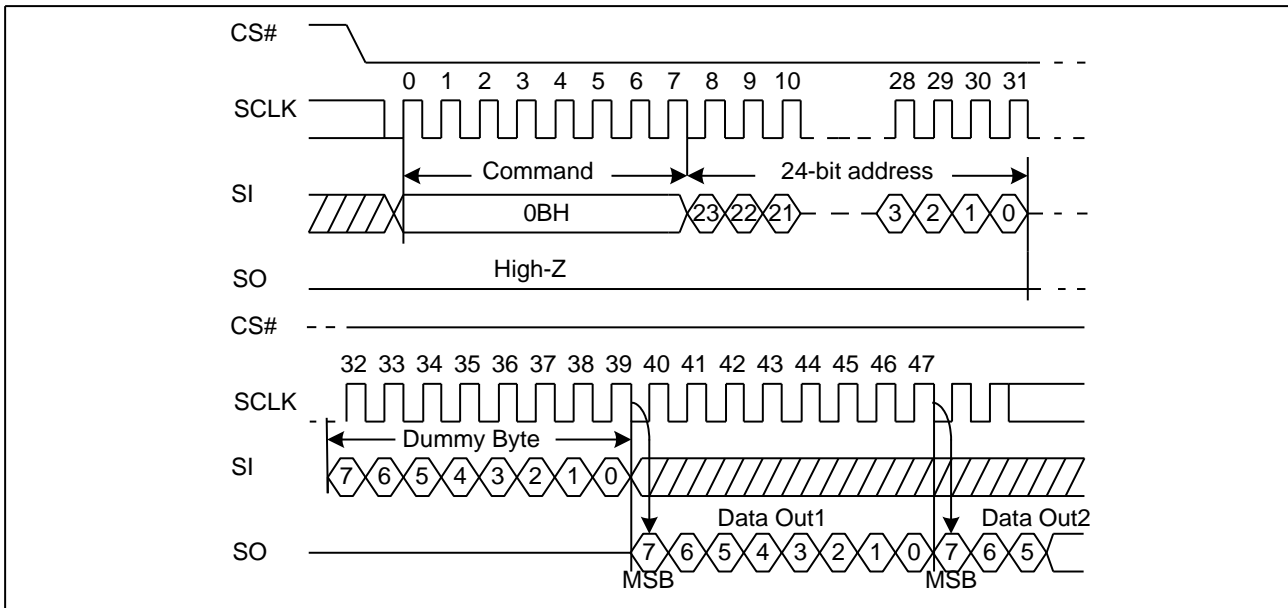 CS#
0 1 2 3 4 5 6 7 8 9 10 28 29 30 31
SCLK
Command 24-bit address
SI
0BH 23 22 21 3 2 1 0
High-Z
SO
CS#
32 33 34 35 36 37 38 39 40 41 42 43 44 45 46 47
SCLK
Dummy Byte
SI
7 6 5 4 3 2 1 0
Data Out1 Data Out2
SO
7 6 5 4 3 2 1 0 7 6 5
MSB MSB